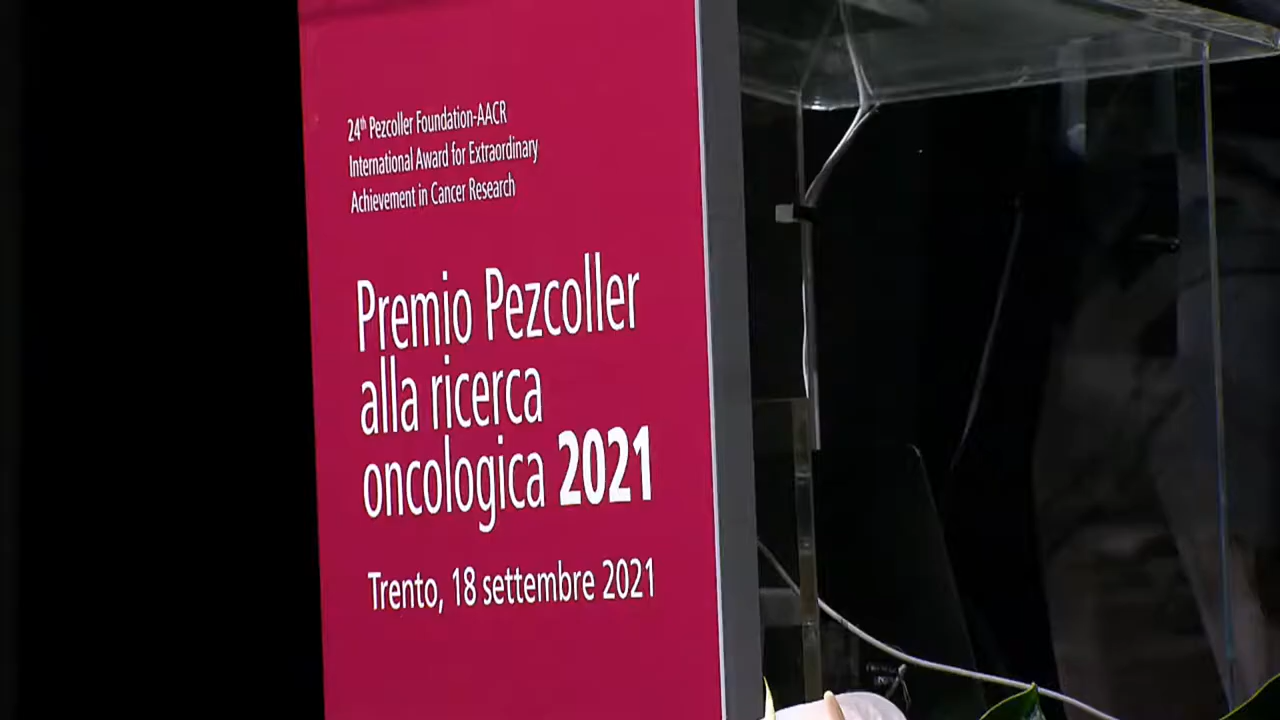 24th Pezcoller Foundation-AACR
International Award for Extraordinary
Achievement in Cancer Research
Premio Pezcoller
alla ricerca
oncologica 2021
Trento, 18 settembre 2021